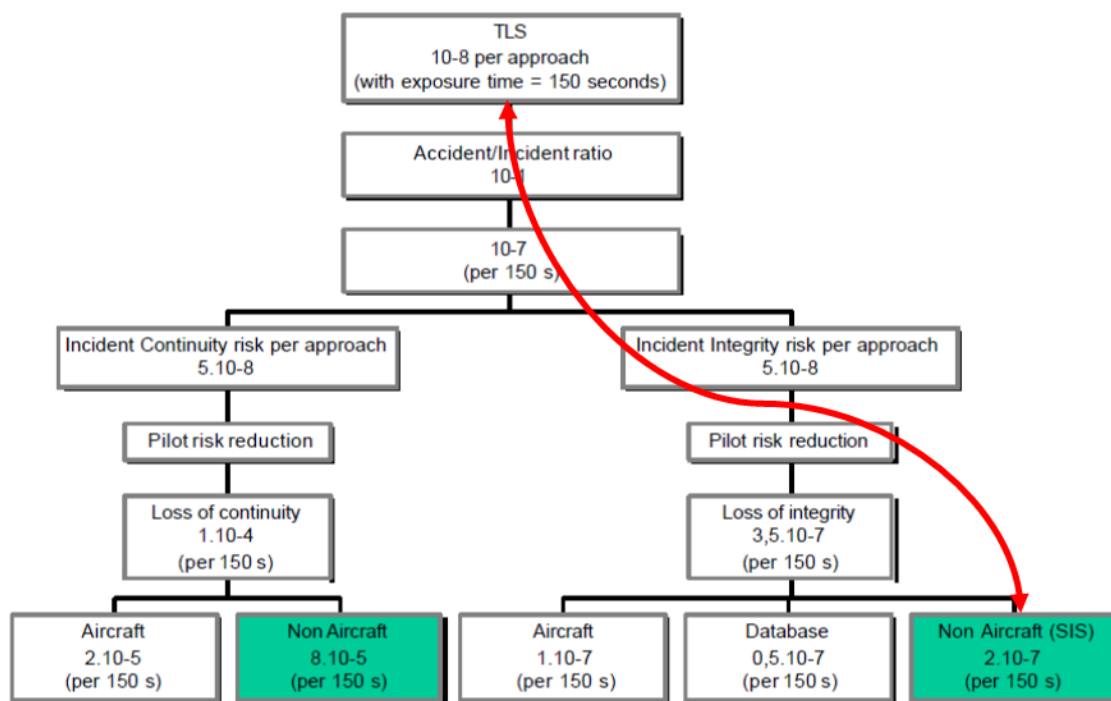 TLS
10-8 per approach
(with exposure time = 150 seconds)
Accident/Incident ratio
10-1
10-7
(per 150 s)
Incident Continuity risk per approach
5.10-8
Incident Integrity risk per approach
5.10-8
Pilot risk reduction
Pilot risk reduction
Loss of continuity
1.10-4
(per 150 s)
Loss of integrity
3,5.10-7
(per 150 s)
Aircraft
2.10-5
(per 150 s)
Non Aircraft
8.10-5
(per 150 s)
Aircraft
1.10-7
(per 150 s)
Database
0,5.10-7
(per 150 s)
Non Aircraft (SIS)
2.10-7
(per 150 s)